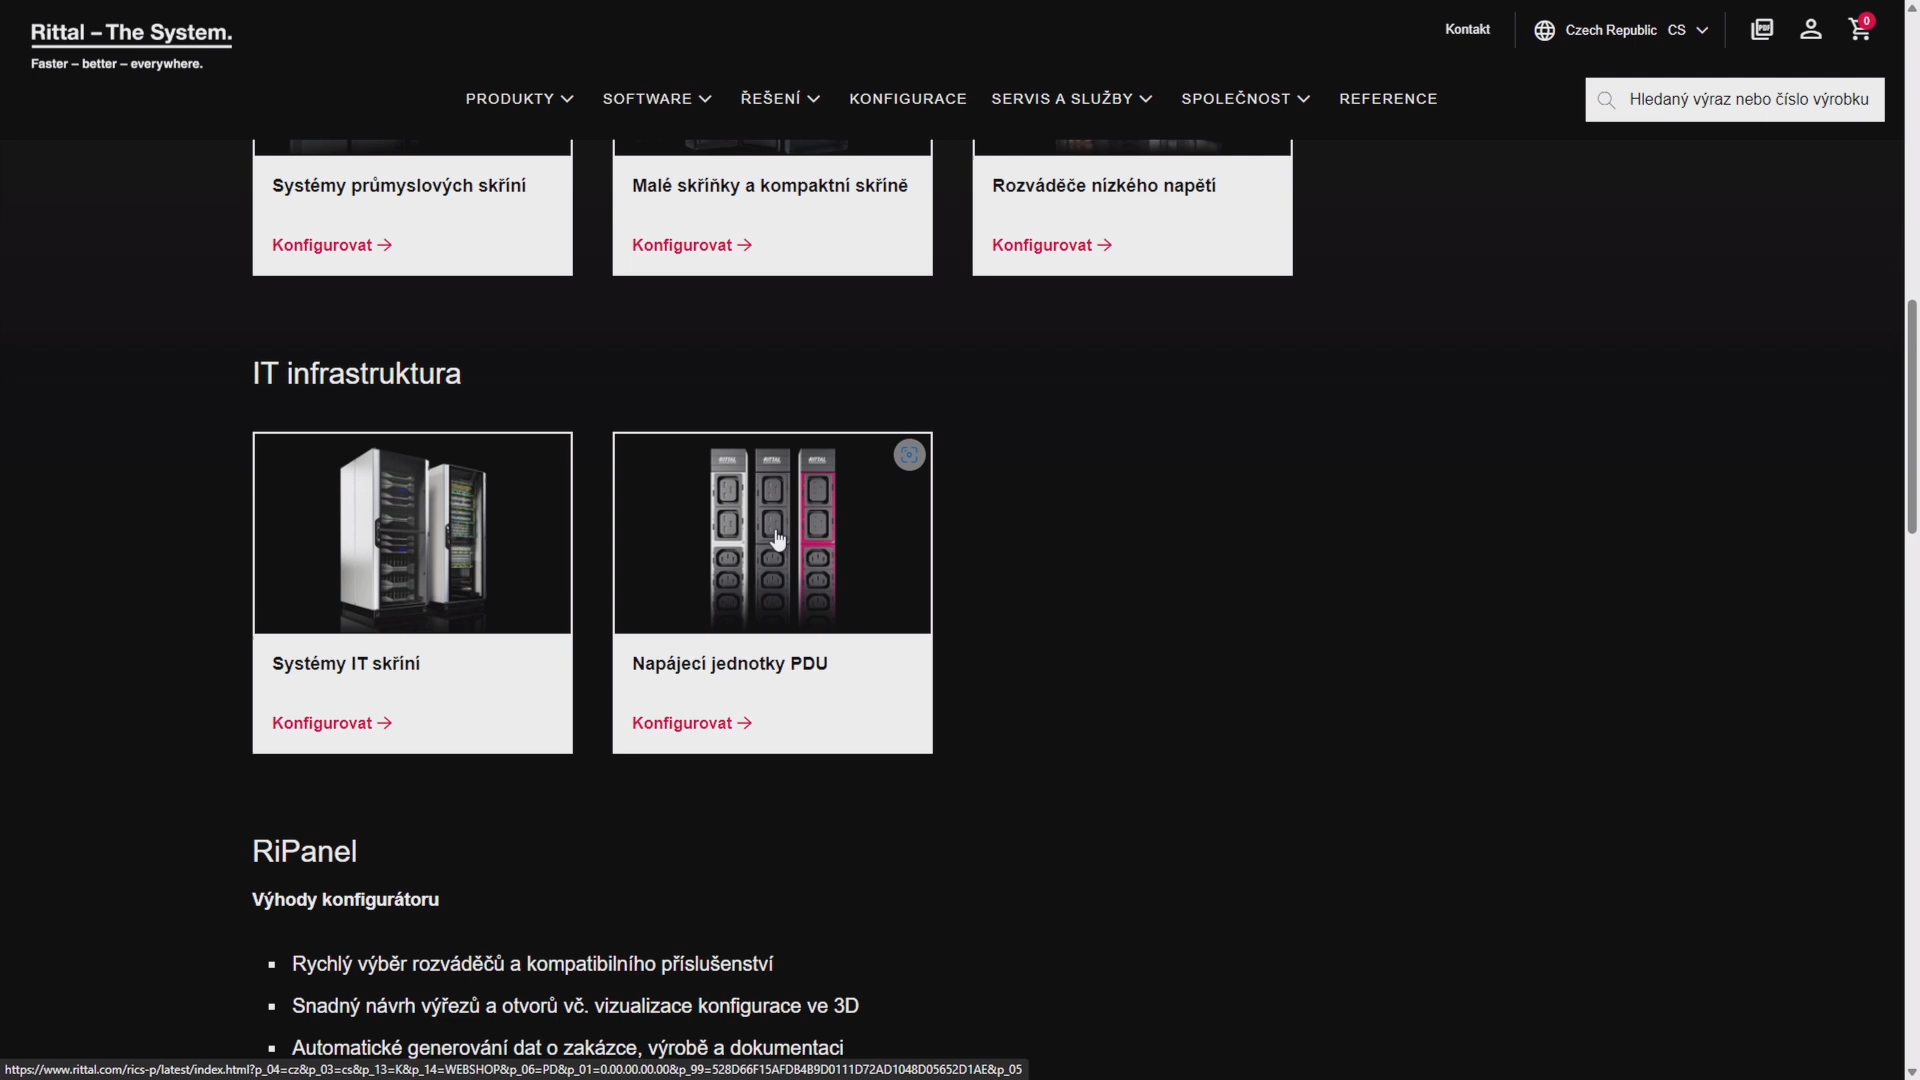 Rittal – The System.
Faster – better – everywhere.
Kontakt
Czech Republic CS
PDF
0
PRODUKTY
SOFTWARE
ŘEŠENÍ
KONFIGURACE
SERVIS A SLUŽBY
SPOLEČNOST
REFERENCE
Hledaný výraz nebo číslo výrobku
Systémy průmyslových skříní
Malé skříňky a kompaktní skříně
Rozváděče nízkého napětí
Konfigurovat
Konfigurovat
Konfigurovat
IT infrastruktura
RITTAL
RITTAL
RITTAL
Systémy IT skříní
Napájecí jednotky PDU
Konfigurovat
Konfigurovat
RiPanel
Výhody konfigurátoru
Rychlý výběr rozváděčů a kompatibilního příslušenství
Snadný návrh výřezů a otvorů vč. vizualizace konfigurace ve 3D
Automatické generování dat o zakázce, výrobě a dokumentaci
https://www.rittal.com/rics-p/latest/index.html?p_04=cz&p_03=cs&p_13=K&p_14=WEBSHOP&p_06=PD&p_01=0.00.00.00.00&p_99=528D66F15AFDB4B9D0111D72AD1048D05652D1AE&p_05